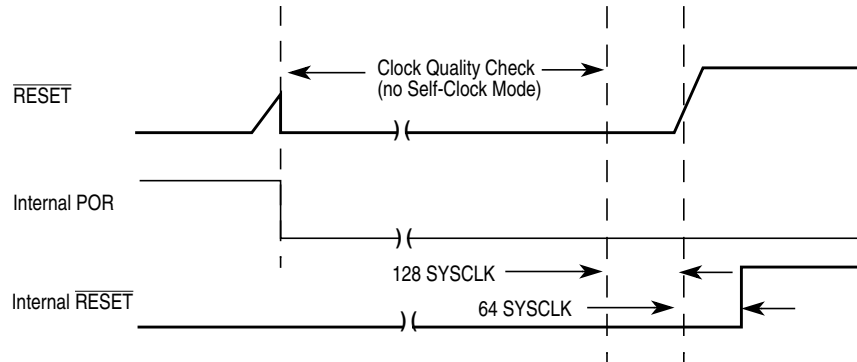 Clock Quality Check
(no Self-Clock Mode)
RESET
Internal POR
128 SYSCLK
Internal RESET
64 SYSCLK